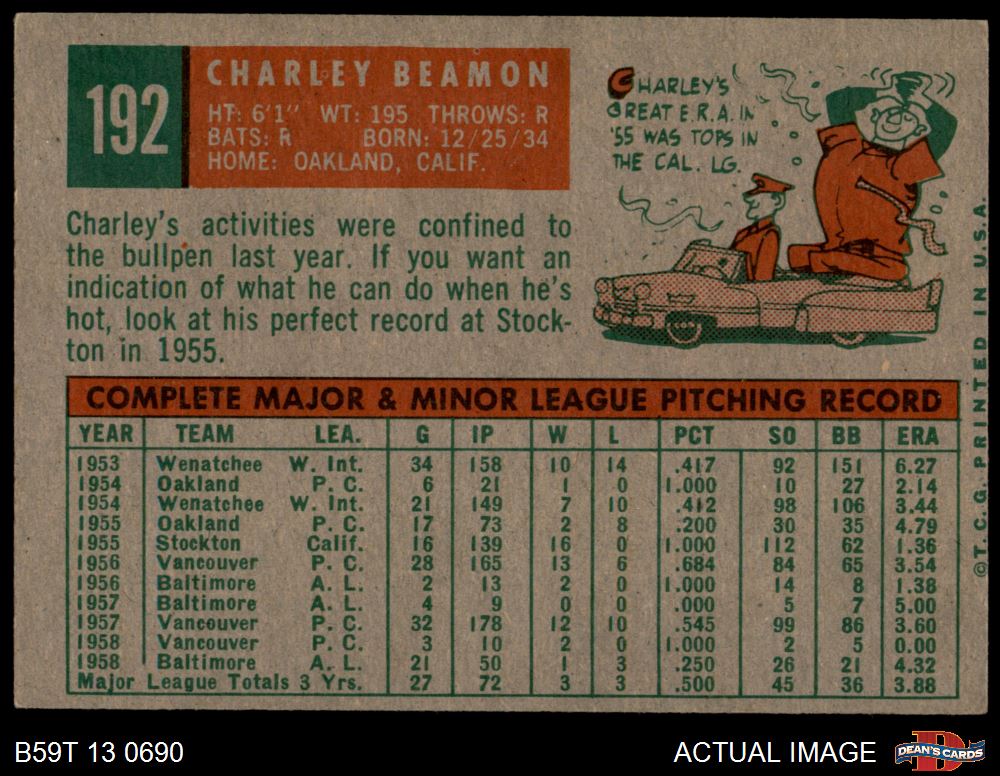 192
CHARLEY BEAMON
HT: 6'1" WT: 195 THROWS: R
BATS: R BORN: 12/25/34
HOME: OAKLAND, CALIF.
CHARLEY'S
GREAT E.R.A. IN
'55 WAS TOPS IN
THE CAL. LG.
Charley's activities were confined to
the bullpen last year. If you want an
indication of what he can do when he's
hot, look at his perfect record at Stock-
ton in 1955.
COMPLETE MAJOR & MINOR LEAGUE PITCHING RECORD
YEAR TEAM LEA. G IP W L PCT SO BB ERA
1953 Wenatchee W. Int. 34 158 10 14 .417 92 151 6.27
1954 Oakland P. C. 6 21 1 0 1.000 10 27 2.14
1954 Wenatchee W. Int. 21 149 7 10 .412 98 106 3.44
1955 Oakland P. C. 17 73 2 8 .200 30 35 4.79
1955 Stockton Calif. 16 139 16 0 1.000 112 62 1.36
1956 Vancouver P. C. 28 165 13 6 .684 84 65 3.54
1956 Baltimore A. L. 2 13 2 0 1.000 14 8 1.38
1957 Baltimore A. L. 4 9 0 0 .000 5 7 5.00
1957 Vancouver P. C. 32 178 12 10 .545 99 86 3.60
1958 Vancouver P. C. 3 10 2 0 1.000 2 5 0.00
1958 Baltimore A. L. 21 50 1 3 .250 26 21 4.32
Major League Totals 3 Yrs. 27 72 3 3 .500 45 36 3.88
©T.C.G. PRINTED IN U.S.A.
B59T 13 0690
ACTUAL IMAGE
DEAN'S CARDS